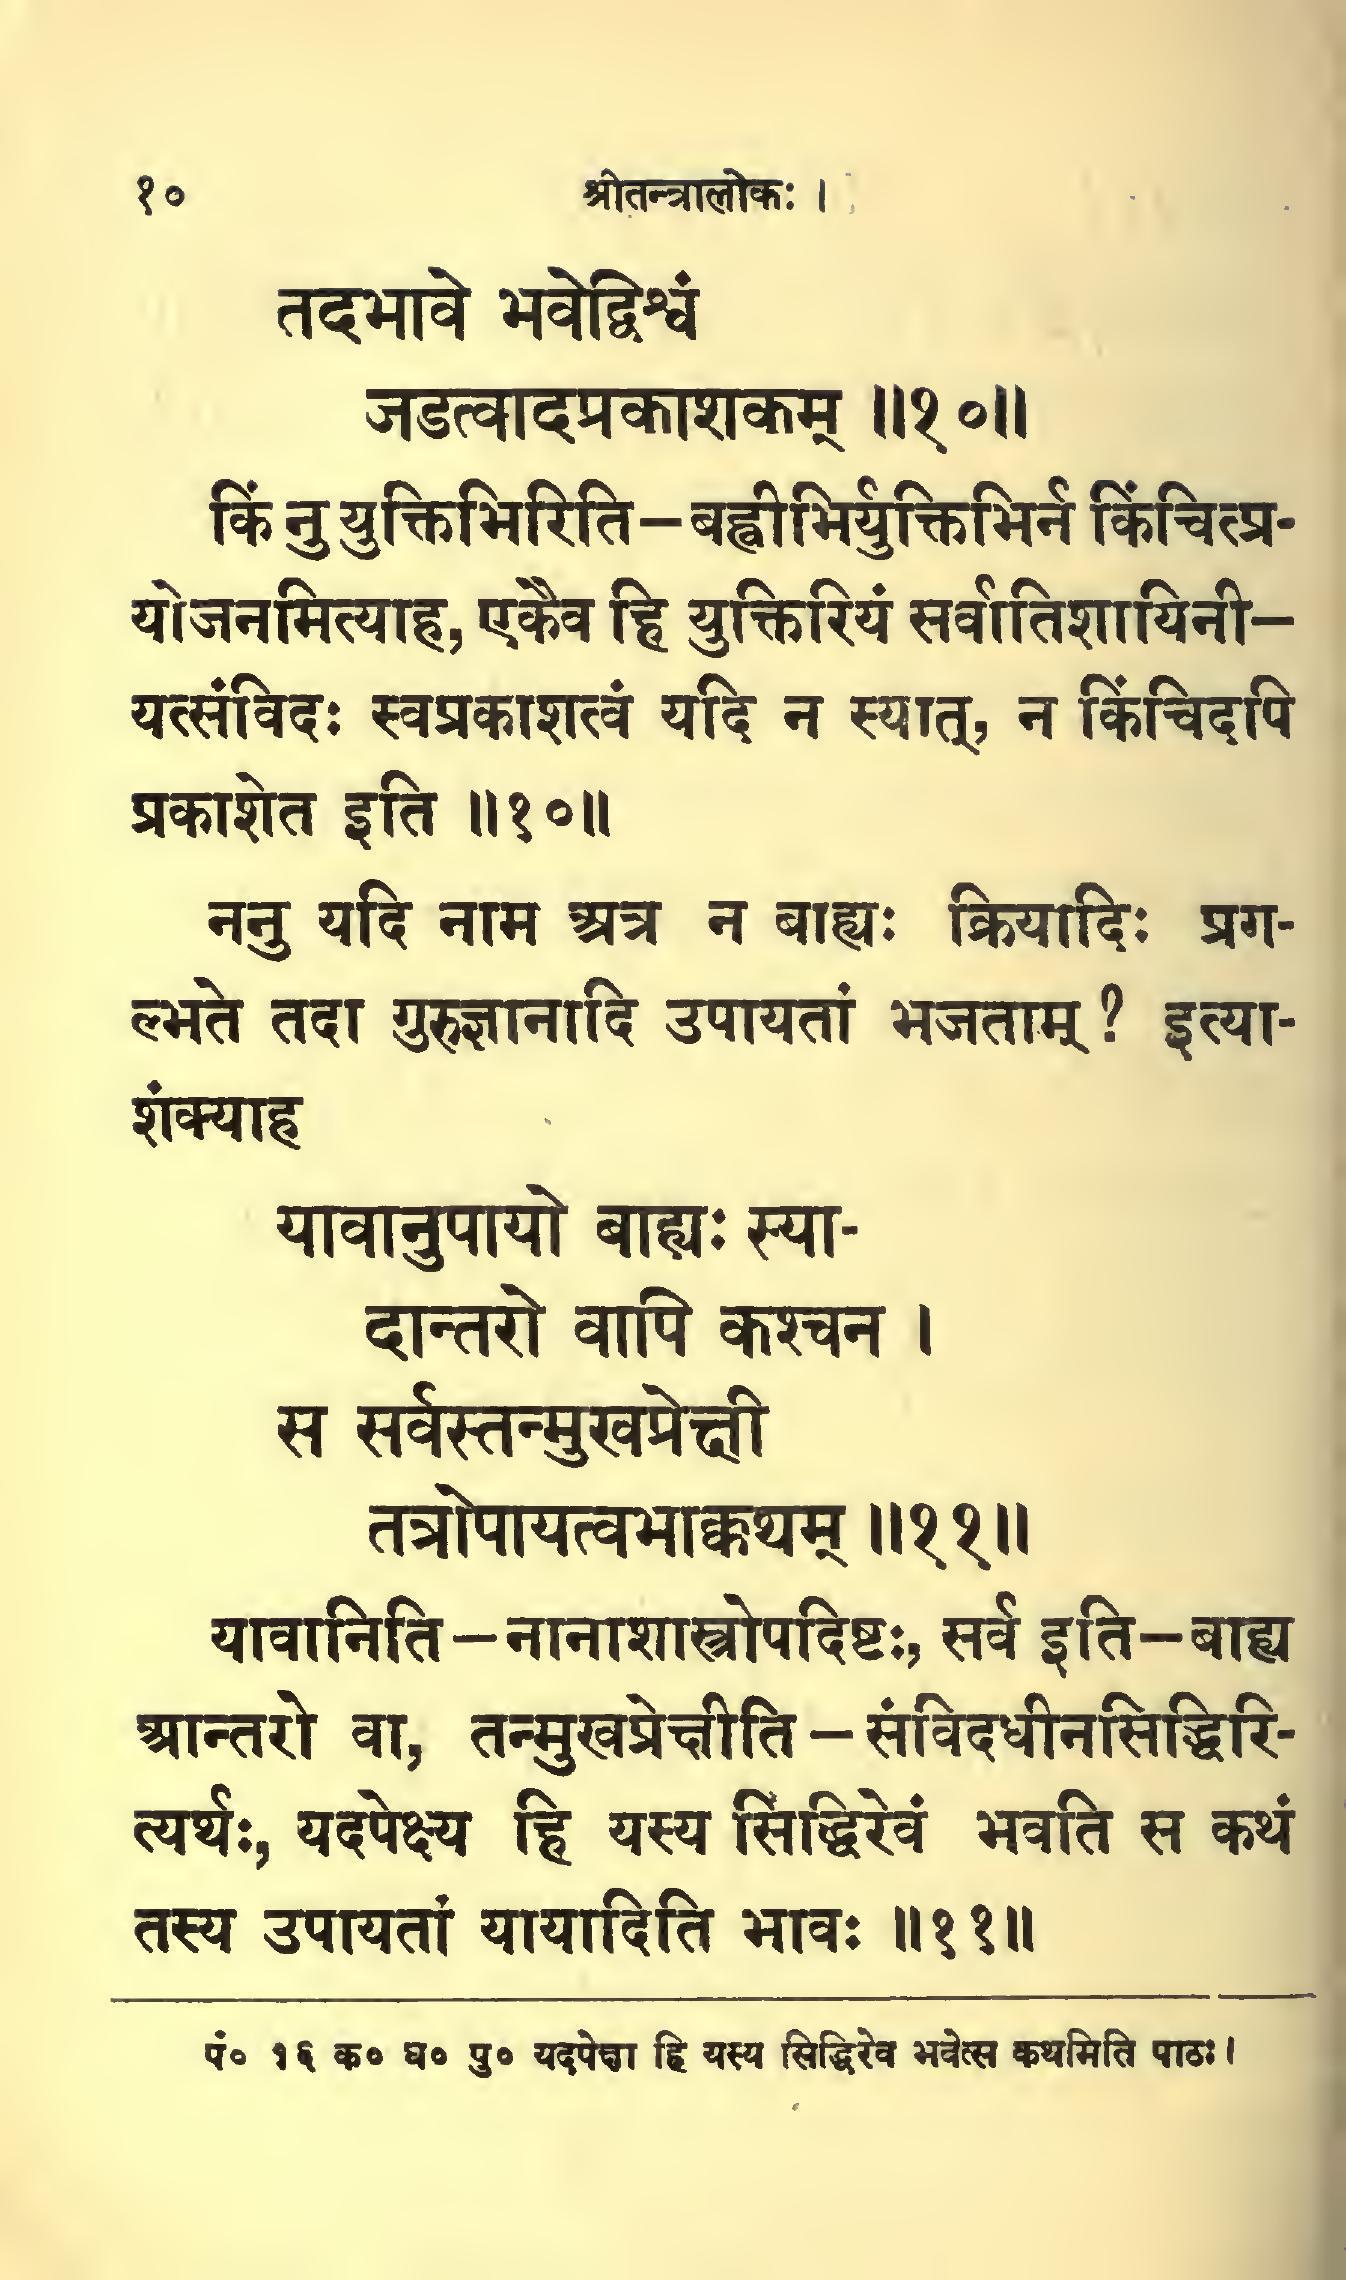 १०
श्रीतन्त्रालोकः ।
तदभावे भवेद्विश्वं
जडत्वादप्रकाशकम् ॥१०॥
किं नु युक्तिभिरिति—बह्वीभिर्युक्तिभिर्न किंचित्प्र-
योजनमित्याह, एकैव हि युक्तिरियं सर्वातिशायिनी—
यत्संविदः स्वप्रकाशत्वं यदि न स्यात्, न किंचिदपि
प्रकाशेत इति ॥१०॥
ननु यदि नाम अत्र न बाह्यः क्रियादिः प्रग-
ल्भते तदा गुरुज्ञानादि उपायतां भजताम् ? इत्या-
शंक्याह
यावानुपायो बाह्यः स्या-
दान्तरो वापि कश्चन ।
स सर्वस्तन्मुखप्रेक्षी
तत्रोपायत्वभाक्कथम् ॥११॥
यावानिति—नानाशास्त्रोपदिष्टः, सर्व इति—बाह्य
आन्तरो वा, तन्मुखप्रेक्षीति—संविदधीनसिद्धिरि-
त्यर्थः, यदपेक्ष्य हि यस्य सिंद्धिरेवं भवति स कथं
तस्य उपायतां यायादिति भावः ॥११॥
पं० १६ क० घ० पु० यदपेक्षा हि यस्य सिद्धिरेव भवेत्स कथमिति पाठः ।